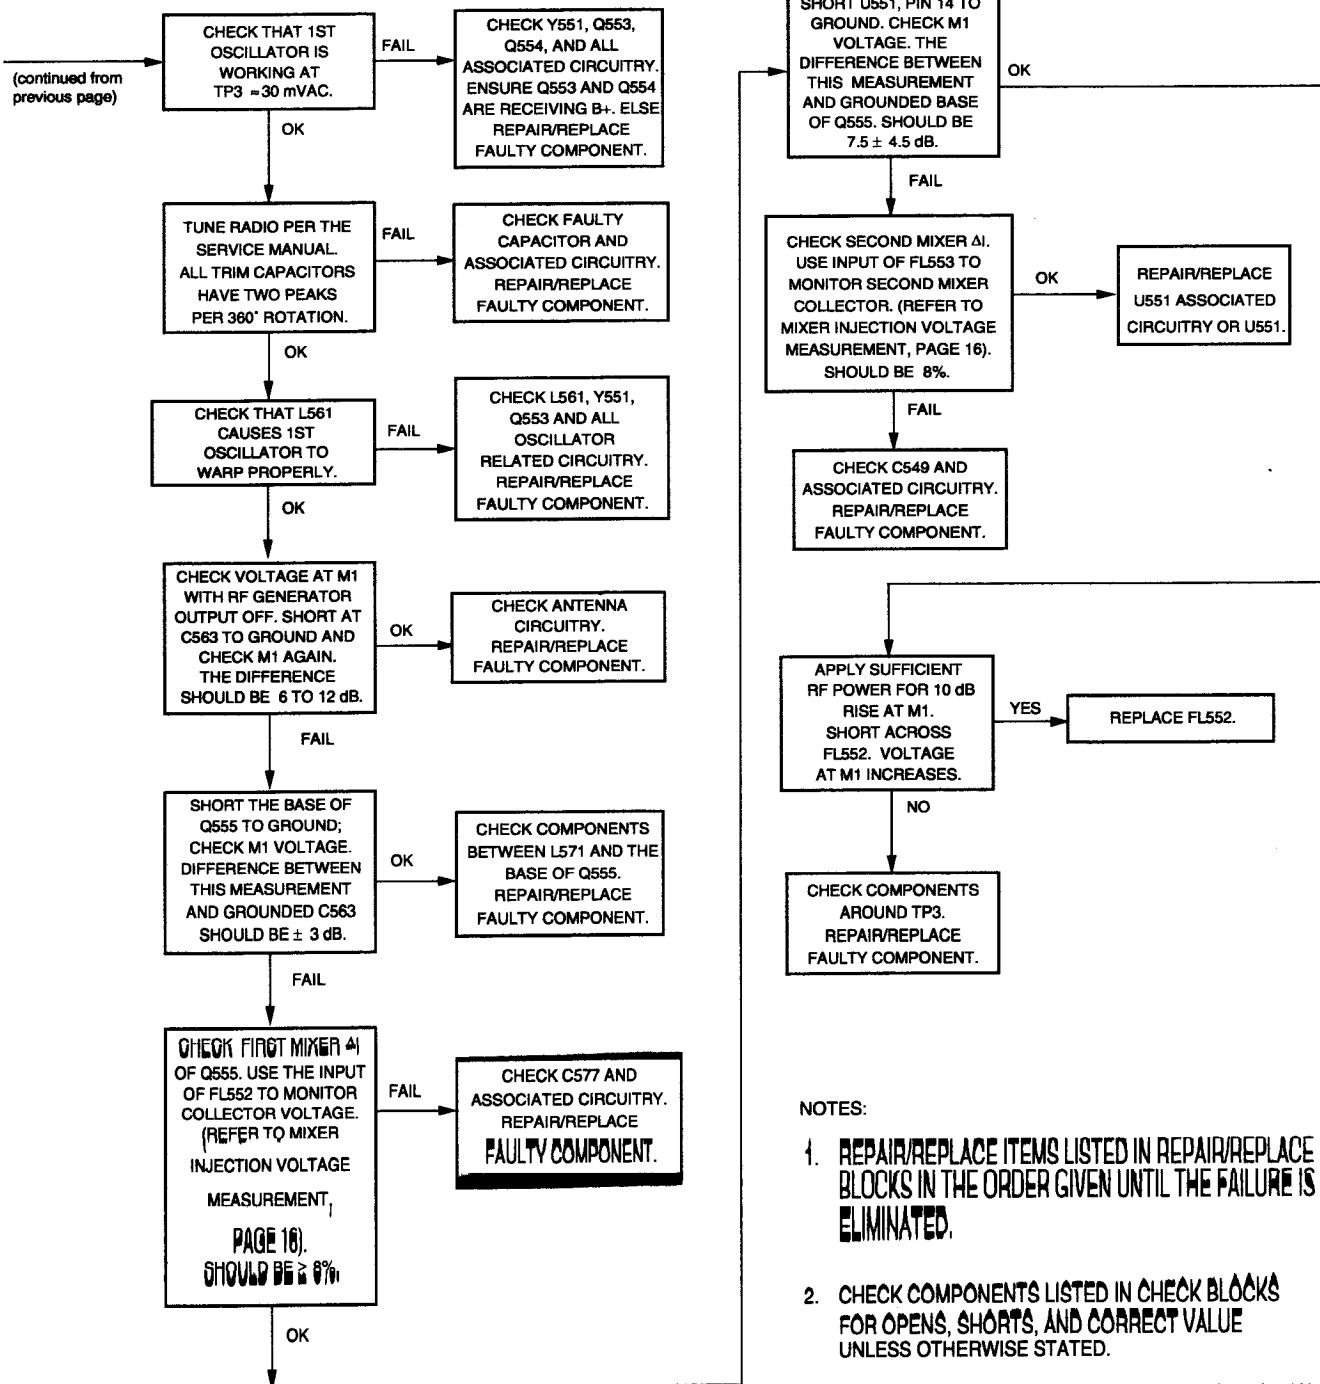 (continued from
previous page)
CHECK THAT 1ST
OSCILLATOR IS
WORKING AT
TP3 ≈30 mVAC.
FAIL
CHECK Y551, Q553,
Q554, AND ALL
ASSOCIATED CIRCUITRY.
ENSURE Q553 AND Q554
ARE RECEIVING B+. ELSE
REPAIR/REPLACE
FAULTY COMPONENT.
OK
TUNE RADIO PER THE
SERVICE MANUAL.
ALL TRIM CAPACITORS
HAVE TWO PEAKS
PER 360° ROTATION.
FAIL
CHECK FAULTY
CAPACITOR AND
ASSOCIATED CIRCUITRY.
REPAIR/REPLACE
FAULTY COMPONENT.
OK
CHECK THAT L561
CAUSES 1ST
OSCILLATOR TO
WARP PROPERLY.
FAIL
CHECK L561, Y551,
Q553 AND ALL
OSCILLATOR
RELATED CIRCUITRY.
REPAIR/REPLACE
FAULTY COMPONENT.
OK
CHECK VOLTAGE AT M1
WITH RF GENERATOR
OUTPUT OFF. SHORT AT
C563 TO GROUND AND
CHECK M1 AGAIN.
THE DIFFERENCE
SHOULD BE 6 TO 12 dB.
OK
CHECK ANTENNA
CIRCUITRY.
REPAIR/REPLACE
FAULTY COMPONENT.
FAIL
SHORT THE BASE OF
Q555 TO GROUND;
CHECK M1 VOLTAGE.
DIFFERENCE BETWEEN
THIS MEASUREMENT
AND GROUNDED C563
SHOULD BE ± 3 dB.
OK
CHECK COMPONENTS
BETWEEN L571 AND THE
BASE OF Q555.
REPAIR/REPLACE
FAULTY COMPONENT.
FAIL
CHECK FIRST MIXER ΔI
OF Q555. USE THE INPUT
OF FL552 TO MONITOR
COLLECTOR VOLTAGE.
(REFER TO MIXER
INJECTION VOLTAGE
MEASUREMENT,
PAGE 16).
SHOULD BE ≥ 8%.
FAIL
CHECK C577 AND
ASSOCIATED CIRCUITRY.
REPAIR/REPLACE
FAULTY COMPONENT.
OK
SHORT U551, PIN 14 TO
GROUND. CHECK M1
VOLTAGE. THE
DIFFERENCE BETWEEN
THIS MEASUREMENT
AND GROUNDED BASE
OF Q555. SHOULD BE
7.5 ± 4.5 dB.
OK
FAIL
CHECK SECOND MIXER ΔI.
USE INPUT OF FL553 TO
MONITOR SECOND MIXER
COLLECTOR. (REFER TO
MIXER INJECTION VOLTAGE
MEASUREMENT, PAGE 16).
SHOULD BE 8%.
OK
REPAIR/REPLACE
U551 ASSOCIATED
CIRCUITRY OR U551.
FAIL
CHECK C549 AND
ASSOCIATED CIRCUITRY.
REPAIR/REPLACE
FAULTY COMPONENT.
APPLY SUFFICIENT
RF POWER FOR 10 dB
RISE AT M1.
SHORT ACROSS
FL552. VOLTAGE
AT M1 INCREASES.
YES
REPLACE FL552.
NO
CHECK COMPONENTS
AROUND TP3.
REPAIR/REPLACE
FAULTY COMPONENT.
NOTES:
1. REPAIR/REPLACE ITEMS LISTED IN REPAIR/REPLACE
BLOCKS IN THE ORDER GIVEN UNTIL THE FAILURE IS
ELIMINATED.
2. CHECK COMPONENTS LISTED IN CHECK BLOCKS
FOR OPENS, SHORTS, AND CORRECT VALUE
UNLESS OTHERWISE STATED.